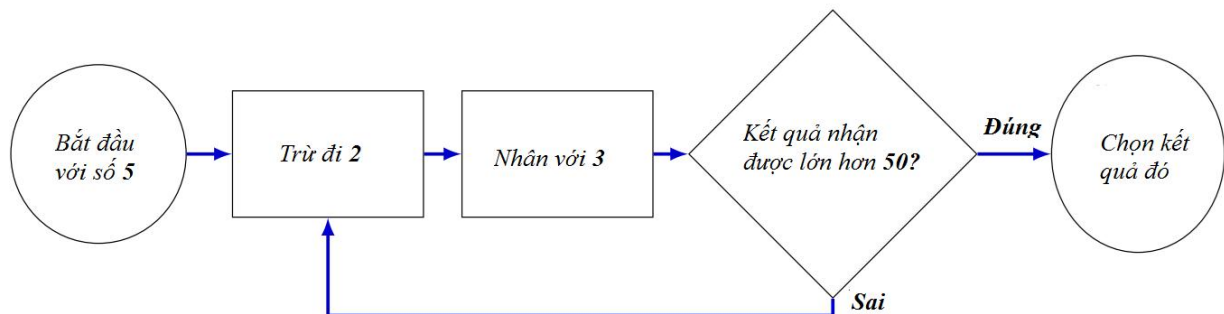 Bắt đầu
với số 5
Trừ đi 2
Nhân với 3
Kết quả nhận
được lớn hơn 50?
Đúng
Chọn kết
quả đó
Sai